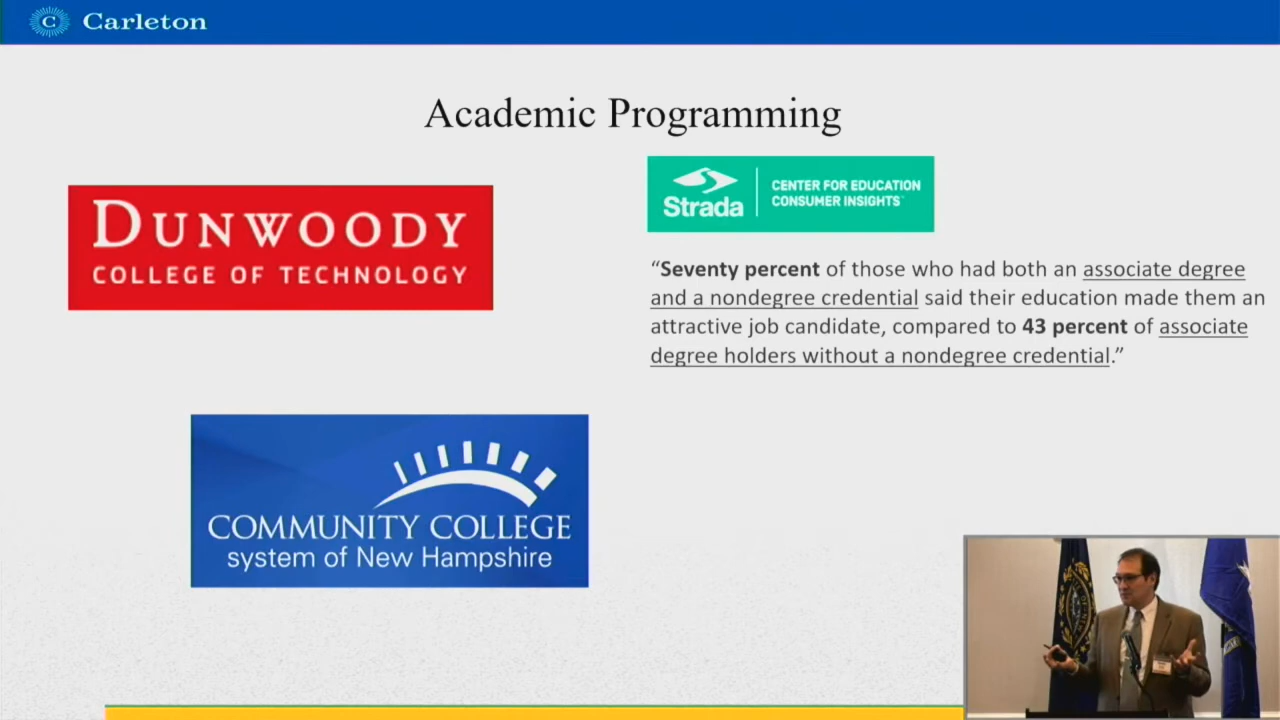 C Carleton
Academic Programming
DUNWOODY
COLLEGE OF TECHNOLOGY
Strada
CENTER FOR EDUCATION
CONSUMER INSIGHTS
“Seventy percent of those who had both an associate degree
and a nondegree credential said their education made them an
attractive job candidate, compared to 43 percent of associate
degree holders without a nondegree credential.”
COMMUNITY COLLEGE
system of New Hampshire